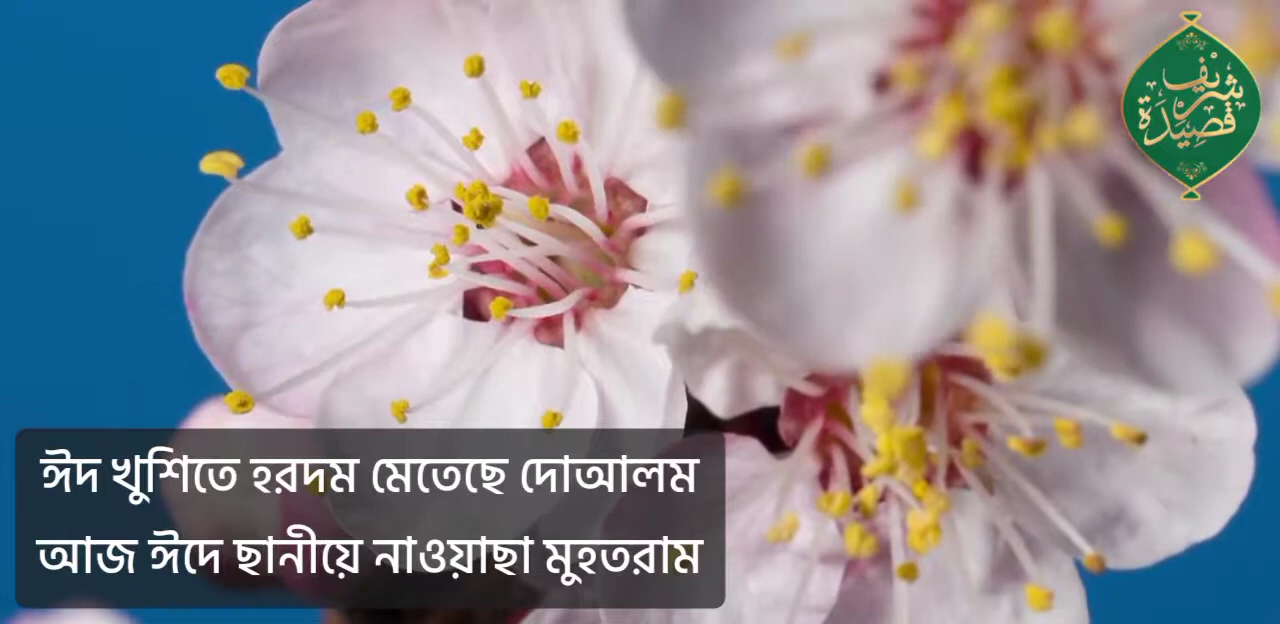 قصيدة شريف
ঈদ খুশিতে হরদম মেতেছে দোআলম
আজ ঈদে ছানীয়ে নাওয়াছা মুহতরাম